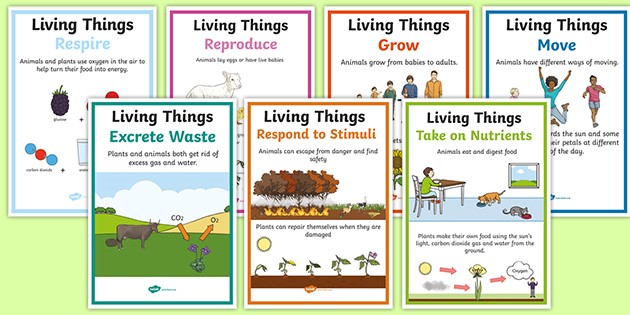 Living Things
Respire
Animals and plants use oxygen in the air to
help turn their food into energy.
glucose +
carbon dioxide + water
Living Things
Reproduce
Animals lay eggs or have live babies
Living Things
Grow
Animals grow from babies to adults.
Living Things
Move
Animals have different ways of moving.
the sun and some
their petals at different
of the day.
Living Things
Excrete Waste
Plants and animals both get rid of
excess gas and water.
CO2
O2
Living Things
Respond to Stimuli
Animals can escape from danger and find
safety
Plants can repair themselves when they are
damaged
Living Things
Take on Nutrients
Animals eat and digest food
Plants make their own food using the sun's
light, carbon dioxide gas and water from the
ground.
Oxygen